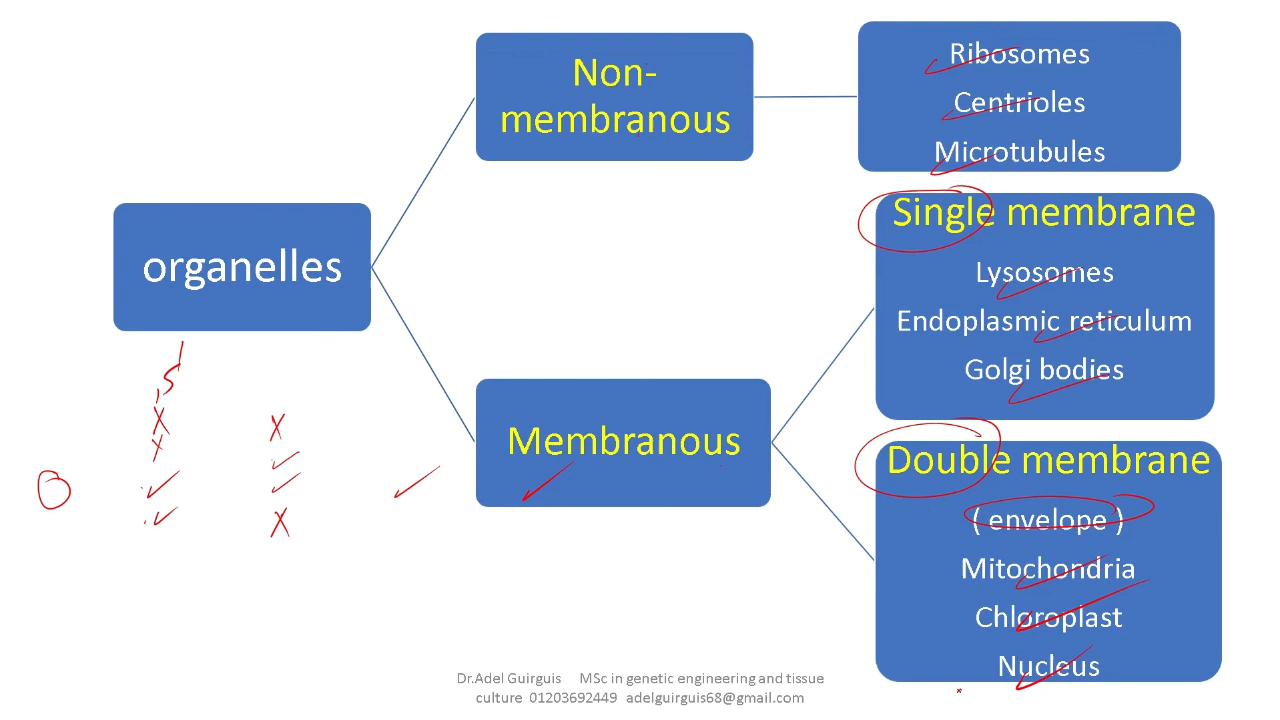 organelles
Non-
membranous
Ribosomes
Centrioles
Microtubules
Membranous
Single membrane
Lysosomes
Endoplasmic reticulum
Golgi bodies
Double membrane
( envelope )
Mitochondria
Chloroplast
Nucleus
Dr.Adel Guirguis MSc in genetic engineering and tissue
culture 01203692449 adelguirguis68@gmail.com